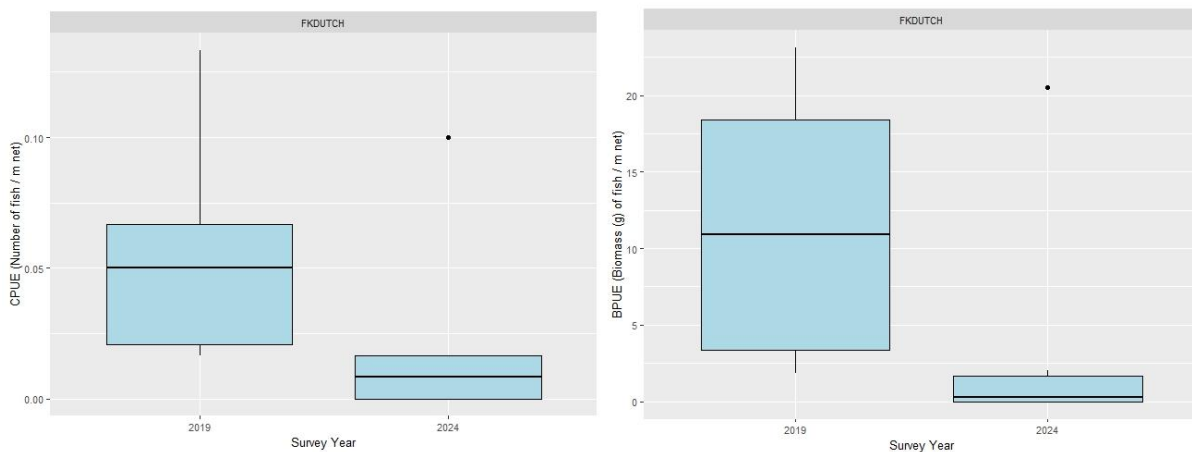 FKDUTCH
CPUE (Number of fish / m net)
0.10
0.05
0.00
2019
2024
Survey Year
FKDUTCH
BPUE (Biomass (g) of fish / m net)
20
15
10
5
0
2019
2024
Survey Year